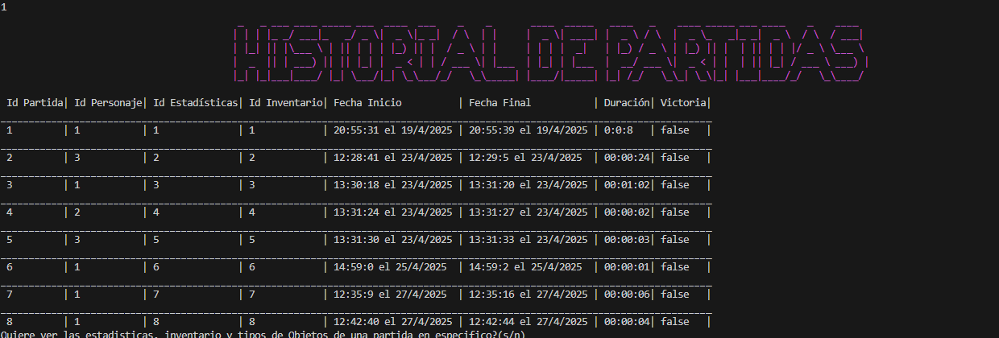 1
HISTORIAL DE PARTIDAS
Id Partida| Id Personaje| Id Estadísticas| Id Inventario| Fecha Inicio | Fecha Final | Duración| Victoria|
1 | 1 | 1 | 1 | 20:55:31 el 19/4/2025 | 20:55:39 el 19/4/2025 | 0:0:8 | false |
2 | 3 | 2 | 2 | 12:28:41 el 23/4/2025 | 12:29:5 el 23/4/2025 | 00:00:24| false |
3 | 1 | 3 | 3 | 13:30:18 el 23/4/2025 | 13:31:20 el 23/4/2025 | 00:01:02| false |
4 | 2 | 4 | 4 | 13:31:24 el 23/4/2025 | 13:31:27 el 23/4/2025 | 00:00:02| false |
5 | 3 | 5 | 5 | 13:31:30 el 23/4/2025 | 13:31:33 el 23/4/2025 | 00:00:03| false |
6 | 1 | 6 | 6 | 14:59:0 el 25/4/2025 | 14:59:2 el 25/4/2025 | 00:00:01| false |
7 | 1 | 7 | 7 | 12:35:9 el 27/4/2025 | 12:35:16 el 27/4/2025 | 00:00:06| false |
8 | 1 | 8 | 8 | 12:42:40 el 27/4/2025 | 12:42:44 el 27/4/2025 | 00:00:04| false |
Quiere ver las estadisticas, inventario y tipos de Objetos de una partida en especifico?(s/n)